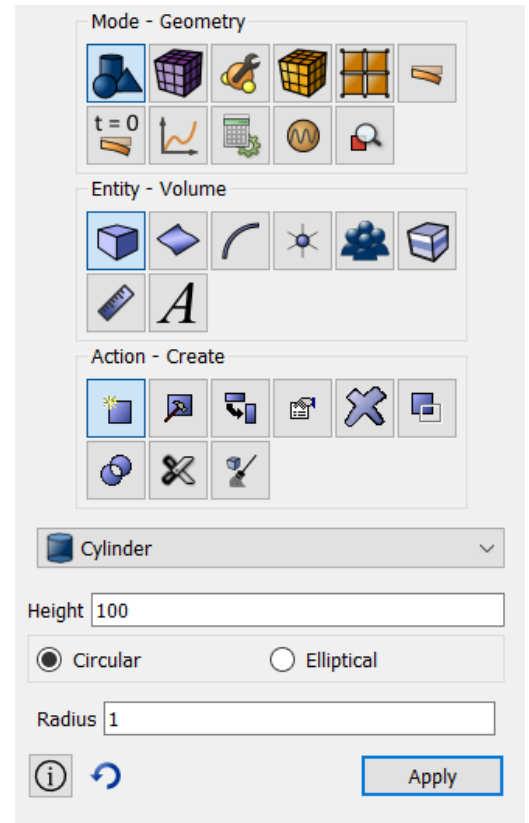 Mode - Geometry
t = 0
Entity - Volume
A
Action - Create
Cylinder
Height 100
Circular Elliptical
Radius 1
i Apply